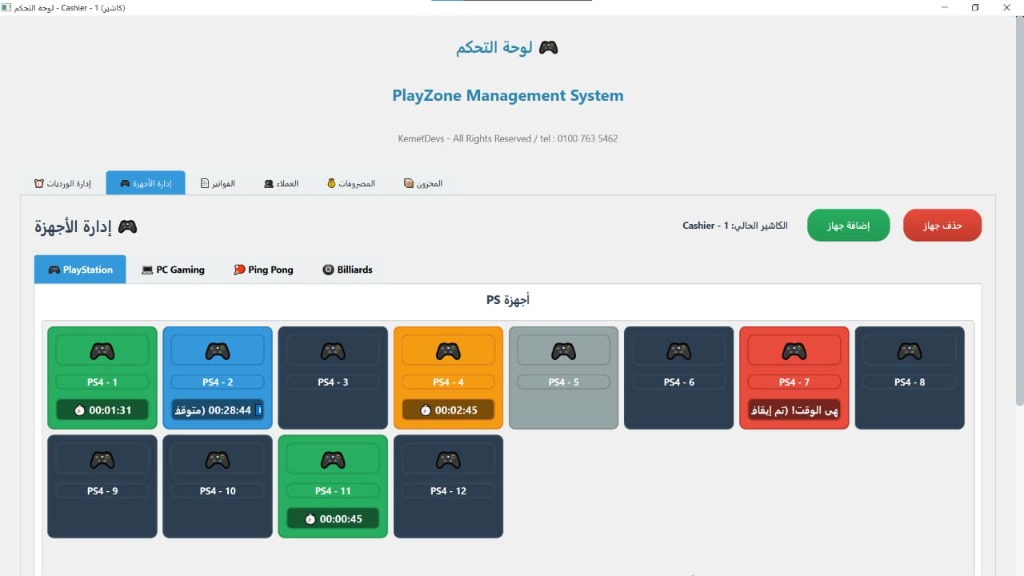 لوحة التحكم - Cashier - 1 (كاشير)
لوحة التحكم
PlayZone Management System
KemetDevs - All Rights Reserved / tel : 0100 763 5462
إدارة الورديات
إدارة الأجهزة
الفواتير
العملاء
المصروفات
المخزون
إدارة الأجهزة
الكاشير الحالي: Cashier - 1
إضافة جهاز
حذف جهاز
PlayStation
PC Gaming
Ping Pong
Billiards
أجهزة PS
PS4 - 1
00:01:31
PS4 - 2
00:28:44 (متوقف
PS4 - 3
PS4 - 4
00:02:45
PS4 - 5
PS4 - 6
PS4 - 7
هى الوقت! (تم إيقاف
PS4 - 8
PS4 - 9
PS4 - 10
PS4 - 11
00:00:45
PS4 - 12